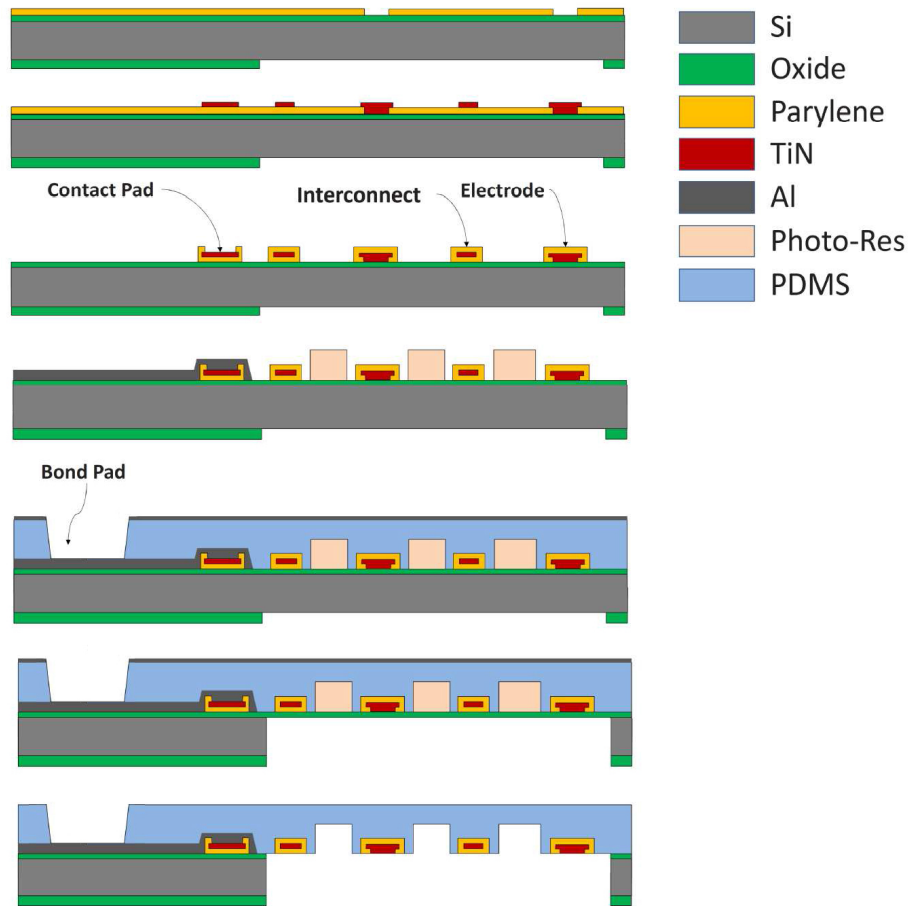 Si
Oxide
Parylene
TiN
Al
Photo-Res
PDMS
Contact Pad
Interconnect
Electrode
Bond Pad